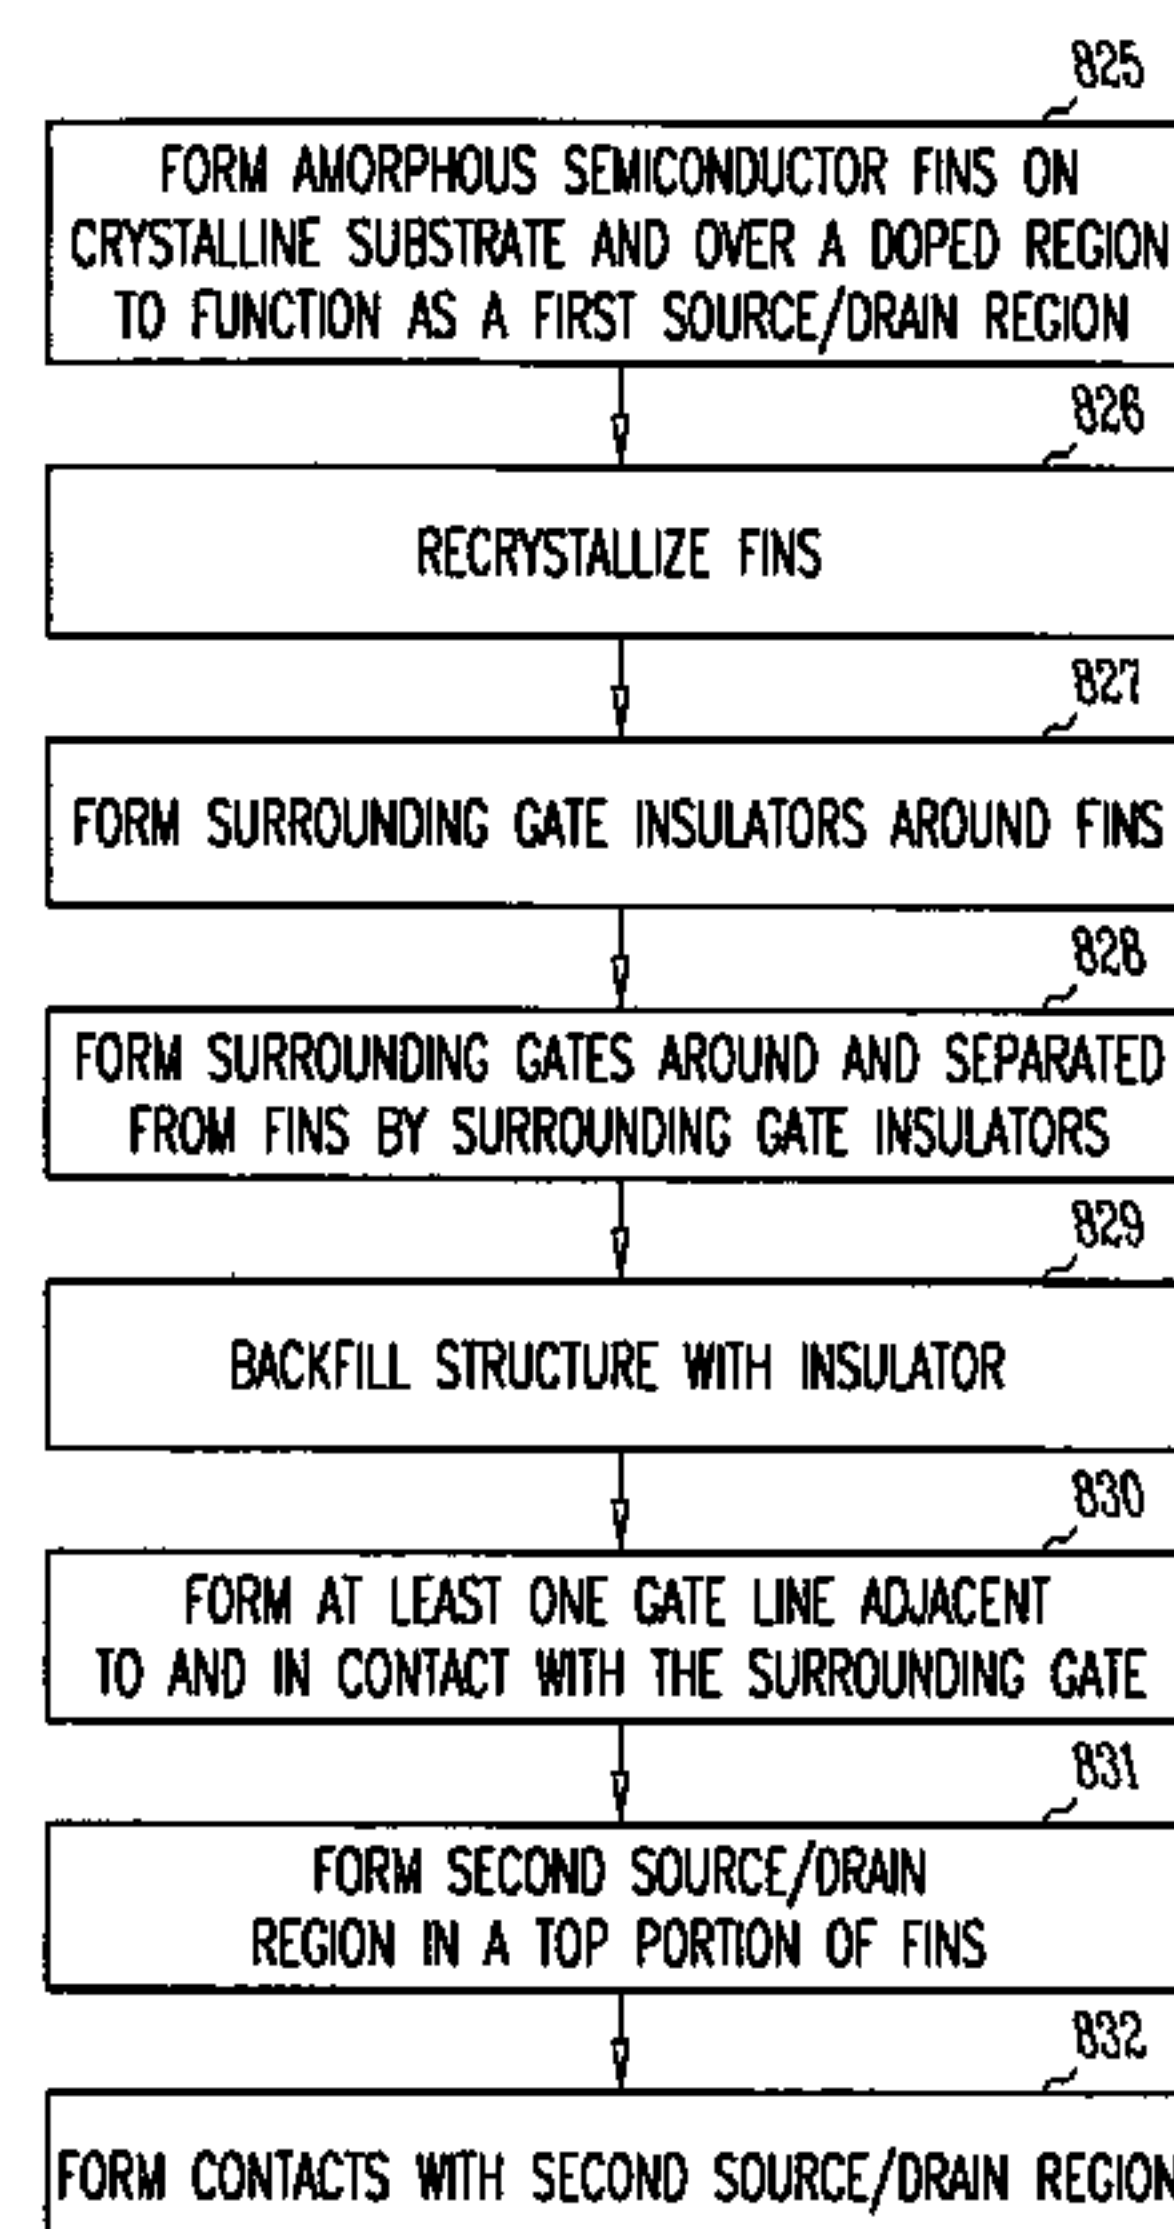 825
FORM AMORPHOUS SEMICONDUCTOR FINS ON
CRYSTALLINE SUBSTRATE AND OVER A DOPED REGION
TO FUNCTION AS A FIRST SOURCE/DRAIN REGION
826
RECRYSTALLIZE FINS
827
FORM SURROUNDING GATE INSULATORS AROUND FINS
828
FORM SURROUNDING GATES AROUND AND SEPARATED
FROM FINS BY SURROUNDING GATE INSULATORS
829
BACKFILL STRUCTURE WITH INSULATOR
830
FORM AT LEAST ONE GATE LINE ADJACENT
TO AND IN CONTACT WITH THE SURROUNDING GATE
831
FORM SECOND SOURCE/DRAIN
REGION IN A TOP PORTION OF FINS
832
FORM CONTACTS WITH SECOND SOURCE/DRAIN REGION